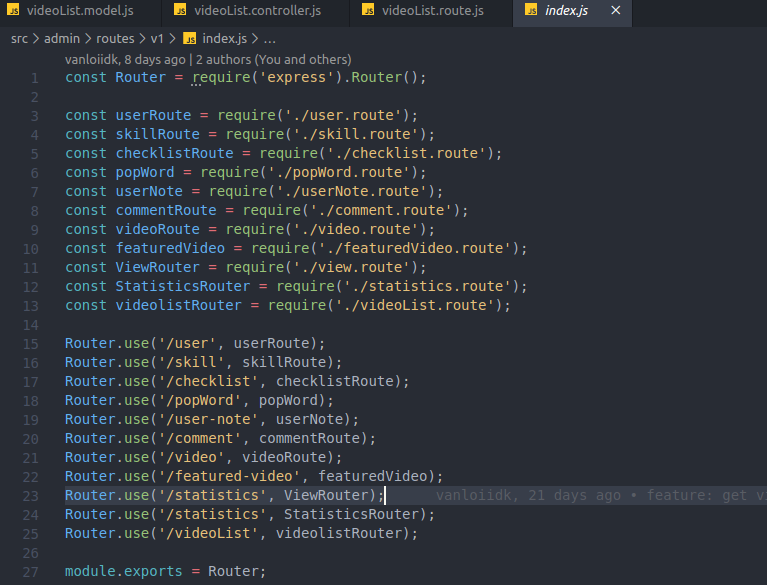 JS videoList.model.js JS videoList.controller.js JS videoList.route.js JS index.js ×
src > admin > routes > v1 > JS index.js > ...
vanloiidk, 8 days ago | 2 authors (You and others)
1 const Router = require('express').Router();
2
3 const userRoute = require('./user.route');
4 const skillRoute = require('./skill.route');
5 const checklistRoute = require('./checklist.route');
6 const popWord = require('./popWord.route');
7 const userNote = require('./userNote.route');
8 const commentRoute = require('./comment.route');
9 const videoRoute = require('./video.route');
10 const featuredVideo = require('./featuredVideo.route');
11 const ViewRouter = require('./view.route');
12 const StatisticsRouter = require('./statistics.route');
13 const videolistRouter = require('./videoList.route');
14
15 Router.use('/user', userRoute);
16 Router.use('/skill', skillRoute);
17 Router.use('/checklist', checklistRoute);
18 Router.use('/popWord', popWord);
19 Router.use('/user-note', userNote);
20 Router.use('/comment', commentRoute);
21 Router.use('/video', videoRoute);
22 Router.use('/featured-video', featuredVideo);
23 Router.use('/statistics', ViewRouter); vanloiidk, 21 days ago • feature: get vi
24 Router.use('/statistics', StatisticsRouter);
25 Router.use('/videoList', videolistRouter);
26
27 module.exports = Router;